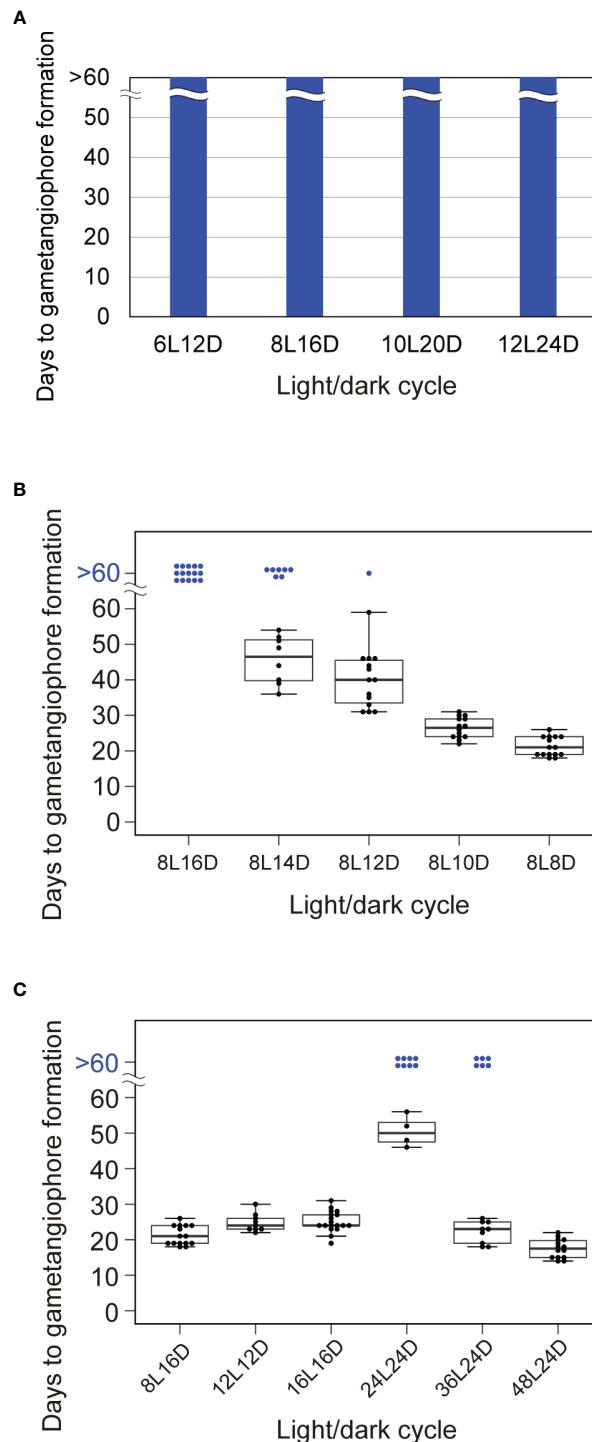 A
Days to gametangiophore formation
>60
50
40
30
20
10
0
6L12D 8L16D 10L20D 12L24D
Light/dark cycle
B
Days to gametangiophore formation
>60
60
50
40
30
20
10
0
8L16D 8L14D 8L12D 8L10D 8L8D
Light/dark cycle
C
Days to gametangiophore formation
>60
60
50
40
30
20
10
0
8L16D 12L12D 16L16D 24L24D 36L24D 48L24D
Light/dark cycle